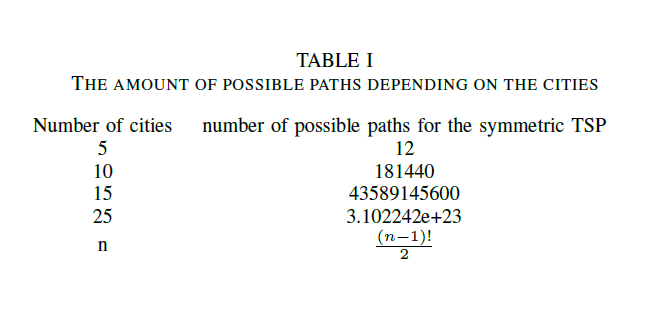 TABLE I
THE AMOUNT OF POSSIBLE PATHS DEPENDING ON THE CITIES
Number of cities number of possible paths for the symmetric TSP
5 12
10 181440
15 43589145600
25 3.102242e+23
n (n−1)!/2